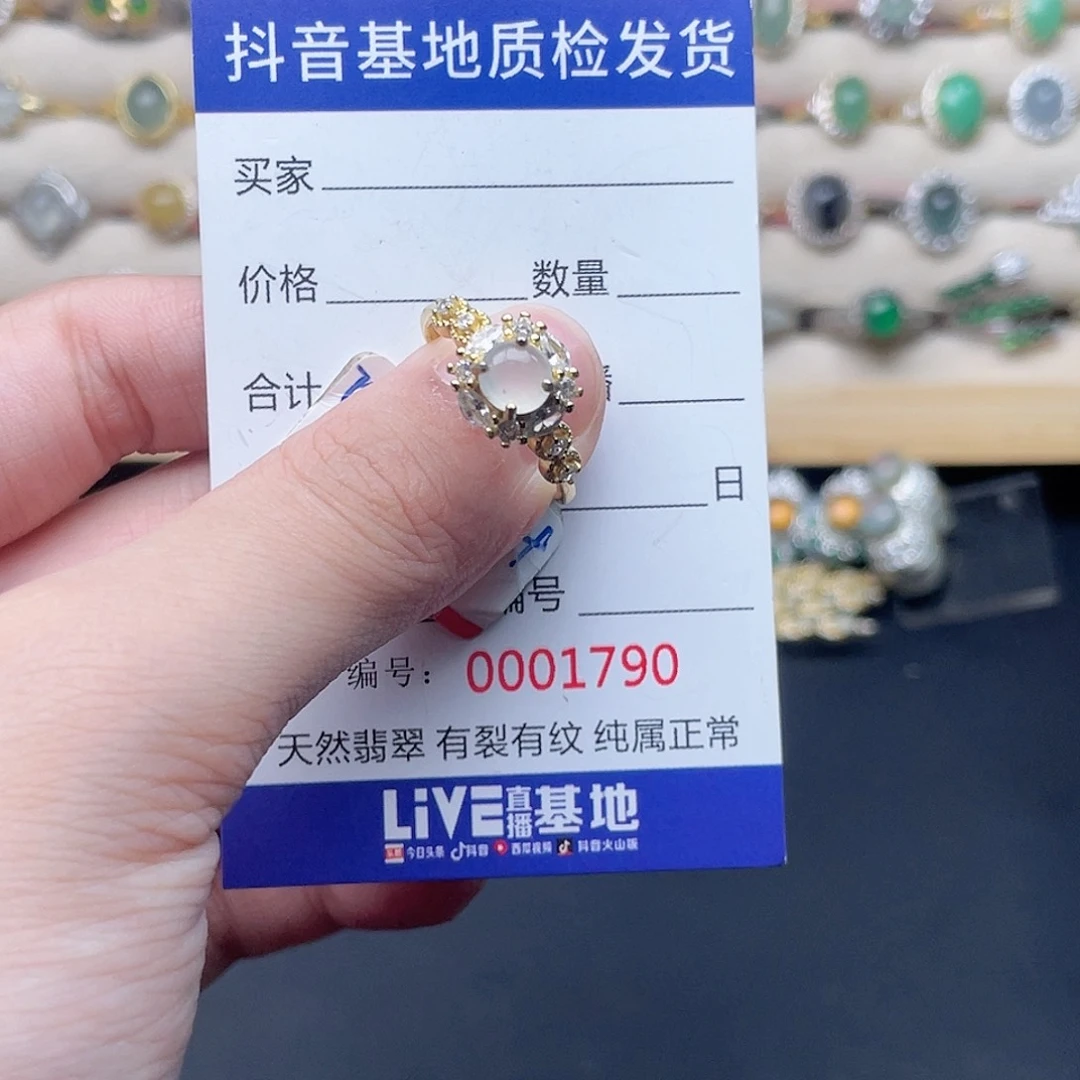 抖音基地质检发货
买家
价格 数量
合计
日
编号
编号: 0001790
天然翡翠 有裂有纹 纯属正常
LiVE直播基地
今日头条 抖音 西瓜视频 抖音火山版